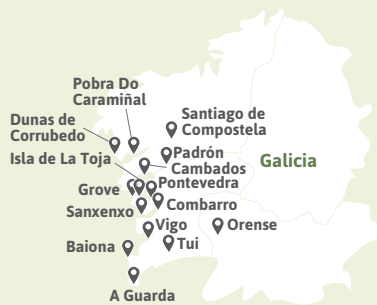 Pobra Do
Caramiñal
Dunas de
Corrubedo
Santiago de
Compostela
Isla de La Toja
Padrón
Cambados
Galicia
Grove
Pontevedra
Sanxenxo
Combarro
Vigo
Orense
Baiona
Tui
A Guarda